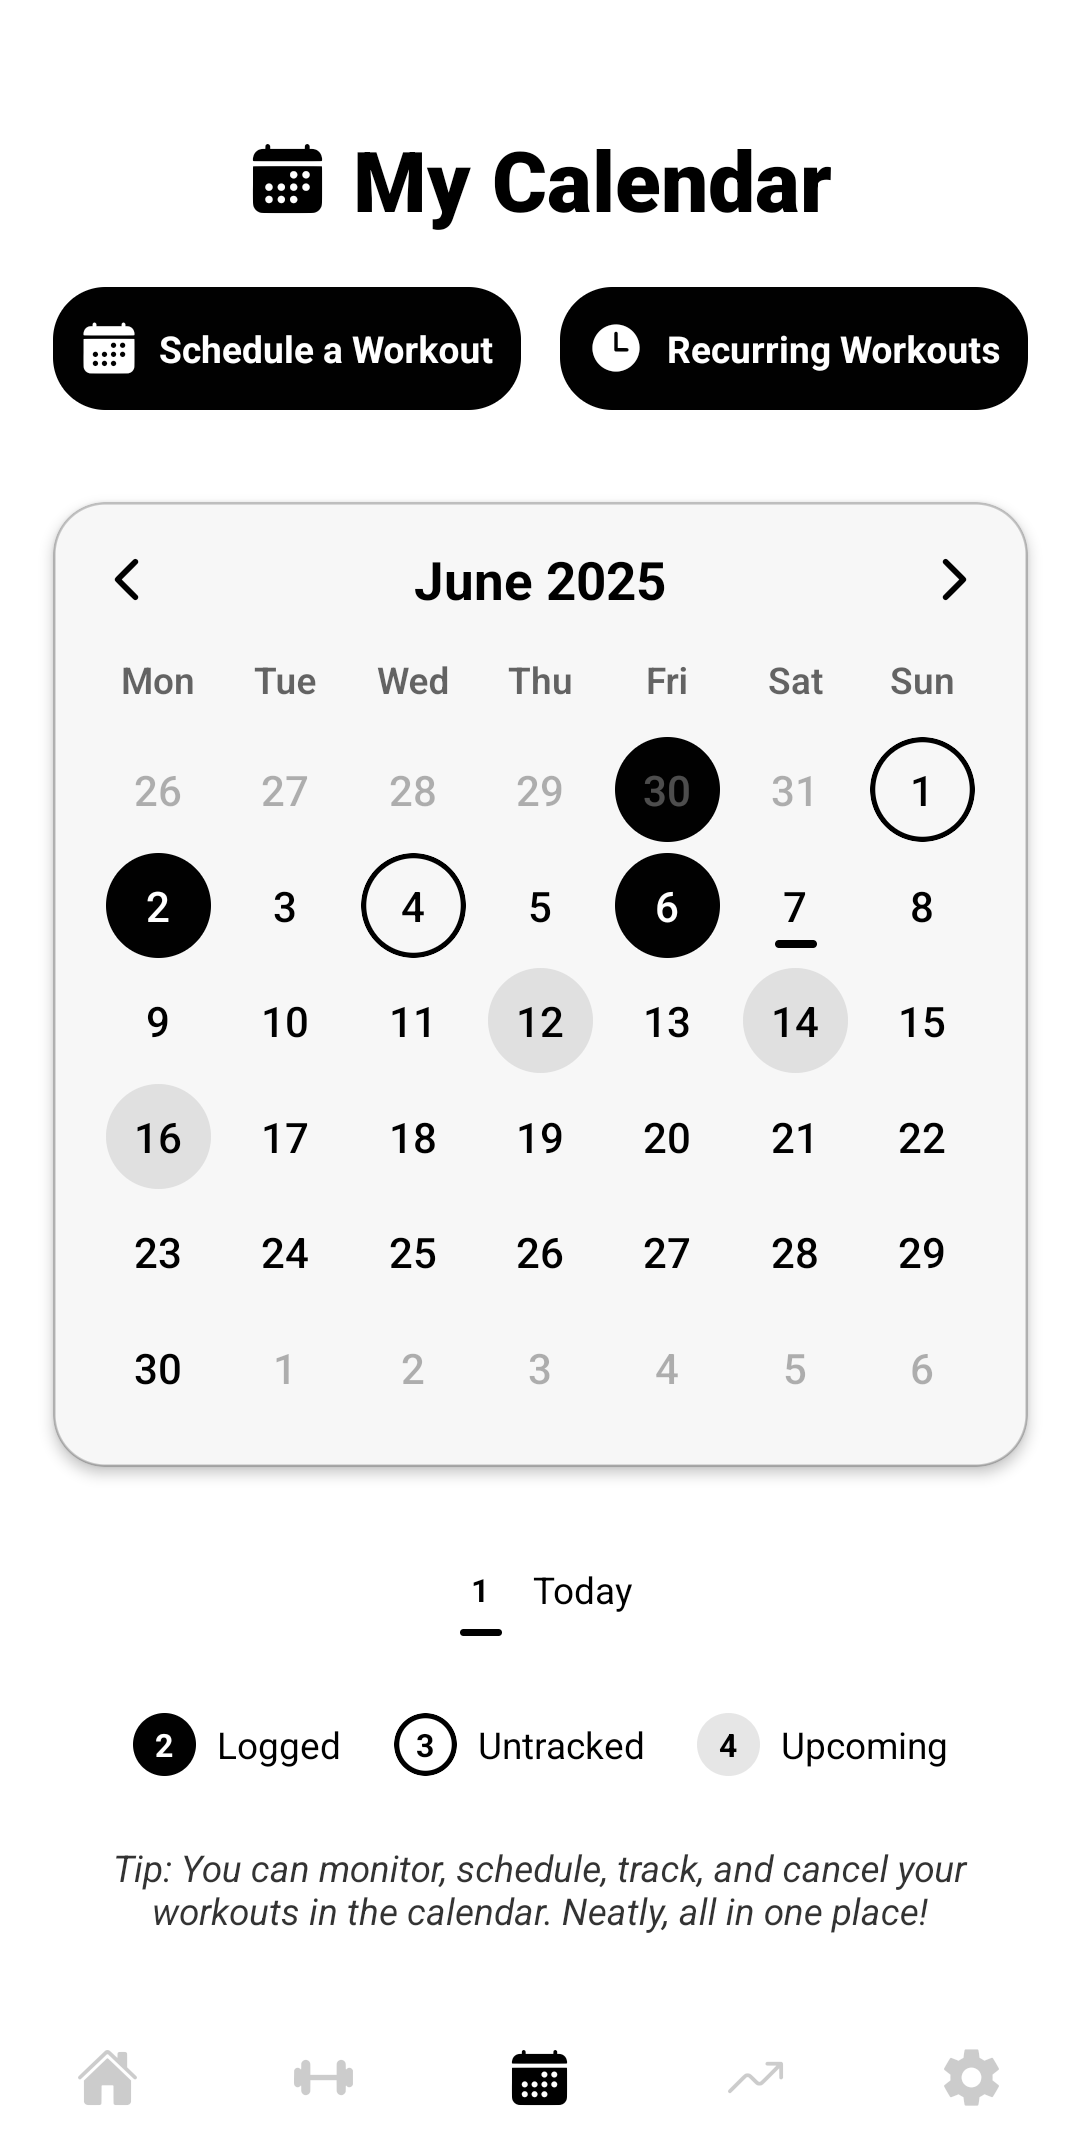 My Calendar
Schedule a Workout
Recurring Workouts
June 2025
Mon Tue Wed Thu Fri Sat Sun
26 27 28 29 30 31 1
2 3 4 5 6 7 8
9 10 11 12 13 14 15
16 17 18 19 20 21 22
23 24 25 26 27 28 29
30 1 2 3 4 5 6
1 Today
2 Logged 3 Untracked 4 Upcoming
Tip: You can monitor, schedule, track, and cancel your
workouts in the calendar. Neatly, all in one place!